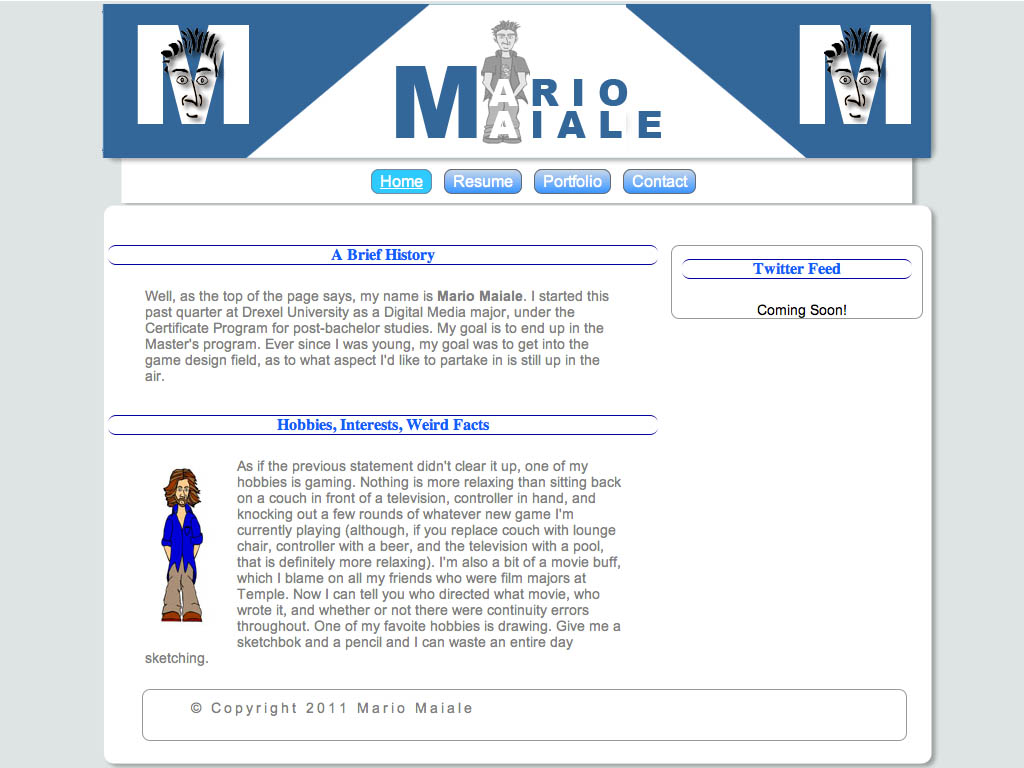 M
MARIO
MAIALE
M
Home Resume Portfolio Contact
A Brief History
Well, as the top of the page says, my name is Mario Maiale. I started this
past quarter at Drexel University as a Digital Media major, under the
Certificate Program for post-bachelor studies. My goal is to end up in the
Master's program. Ever since I was young, my goal was to get into the
game design field, as to what aspect I'd like to partake in is still up in the
air.
Twitter Feed
Coming Soon!
Hobbies, Interests, Weird Facts
As if the previous statement didn't clear it up, one of my
hobbies is gaming. Nothing is more relaxing than sitting back
on a couch in front of a television, controller in hand, and
knocking out a few rounds of whatever new game I'm
currently playing (although, if you replace couch with lounge
chair, controller with a beer, and the television with a pool,
that is definitely more relaxing). I'm also a bit of a movie buff,
which I blame on all my friends who were film majors at
Temple. Now I can tell you who directed what movie, who
wrote it, and whether or not there were continuity errors
throughout. One of my favoite hobbies is drawing. Give me a
sketchbok and a pencil and I can waste an entire day
sketching.
© Copyright 2011 Mario Maiale